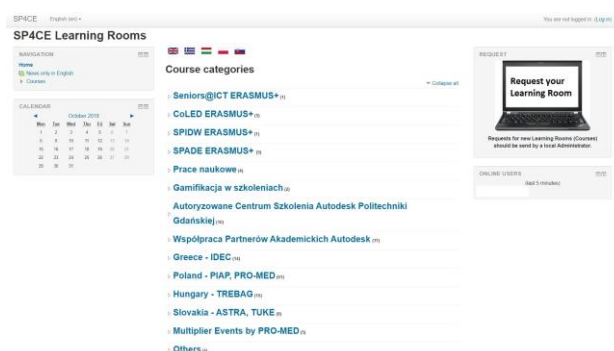 SP4CE
You are not logged in. (Log in)
SP4CE Learning Rooms
NAVIGATION
Home
News only in English
Courses
CALENDAR
October 2018
Mon Tue Wed Thu Fri Sat Sun
1 2 3 4 5 6 7
8 9 10 11 12 13 14
15 16 17 18 19 20 21
22 23 24 25 26 27 28
29 30 31
Course categories
Collapse all
Seniors@ICT ERASMUS+
CoLED ERASMUS+
SPIDW ERASMUS+
SPADE ERASMUS+
Prace naukowe
Gamifikacja w szkoleniach
Autoryzowane Centrum Szkolenia Autodesk Politechniki
Gdańskiej
Współpraca Partnerów Akademickich Autodesk
Greece - IDEC
Poland - PIAP, PRO-MED
Hungary - TREBAG
Slovakia - ASTRA, TUKE
Multiplier Events by PRO-MED
Others
REQUEST
Request your
Learning Room
Requests for new Learning Rooms (Courses)
should be send by a local Administrator.
ONLINE USERS
(last 5 minutes)